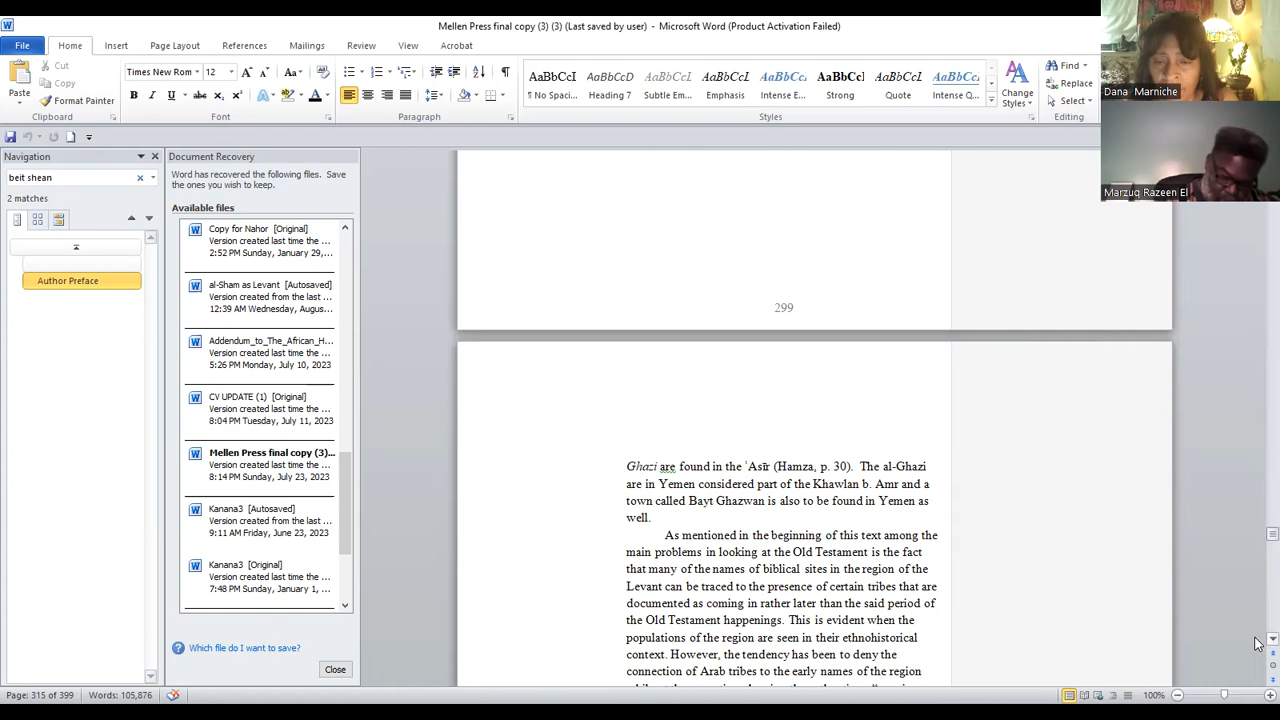 Mellen Press final copy (3) (3) (Last saved by user) - Microsoft Word (Product Activation Failed)
File Home Insert Page Layout References Mailings Review View Acrobat
Cut
Copy
Format Painter
Paste
Clipboard
Times New Rom 12
Font
Paragraph
AaBbCcI AaBbCcD AaBbCcL AaBbCcL AaBbCcL AaBbCcI AaBbCcL AaBbCcL
¶ No Spaci... Heading 7 Subtle Em... Emphasis Intense E... Strong Quote Intense Q...
Styles
Change
Styles
Find
Replace
Select
Editing
Dana Marniche
Marzuq Razeen El
Navigation
beit shean
2 matches
Author Preface
Document Recovery
Word has recovered the following files. Save
the ones you wish to keep.
Available files
Copy for Nahor [Original]
Version created last time the ...
2:52 PM Sunday, January 29,...
al-Sham as Levant [Autosaved]
Version created from the last ...
12:39 AM Wednesday, Augus...
Addendum_to_The_African_H...
Version created last time the ...
5:26 PM Monday, July 10, 2023
CV UPDATE (1) [Original]
Version created last time the ...
8:04 PM Tuesday, July 11, 2023
Mellen Press final copy (3)...
Version created last time the ...
8:14 PM Sunday, July 23, 2023
Kanana3 [Autosaved]
Version created from the last ...
9:11 AM Friday, June 23, 2023
Kanana3 [Original]
Version created last time the ...
7:48 PM Sunday, January 1, ...
Which file do I want to save?
Close
299
Ghazi are found in the ʿAsīr (Hamza, p. 30). The al-Ghazi
are in Yemen considered part of the Khawlan b. Amr and a
town called Bayt Ghazwan is also to be found in Yemen as
well.
As mentioned in the beginning of this text among the
main problems in looking at the Old Testament is the fact
that many of the names of biblical sites in the region of the
Levant can be traced to the presence of certain tribes that are
documented as coming in rather later than the said period of
the Old Testament happenings. This is evident when the
populations of the region are seen in their ethnohistorical
context. However, the tendency has been to deny the
connection of Arab tribes to the early names of the region
Page: 315 of 399 Words: 105,876
100%